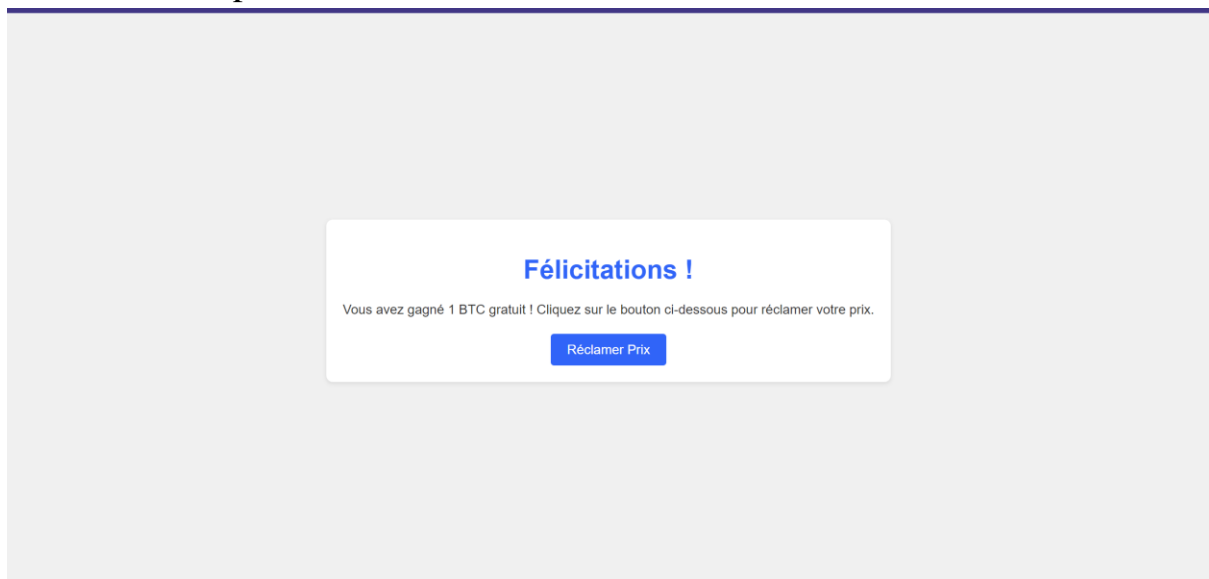 Félicitations !
Vous avez gagné 1 BTC gratuit ! Cliquez sur le bouton ci-dessous pour réclamer votre prix.
Réclamer Prix